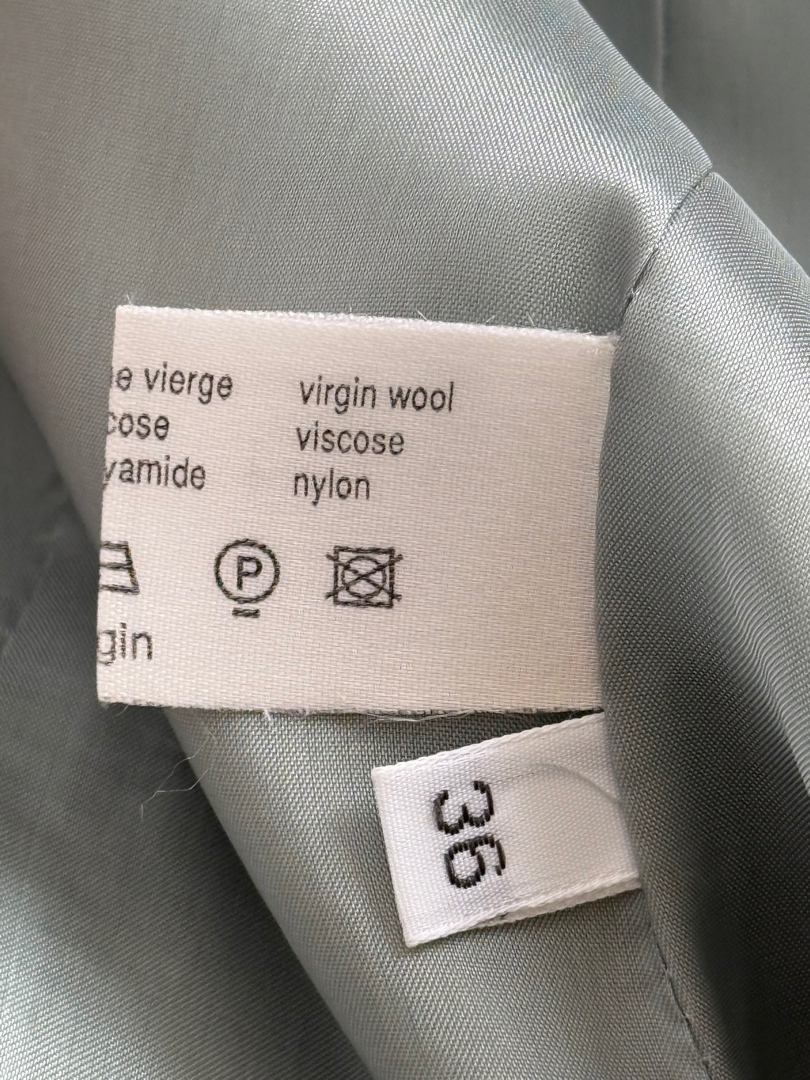 e vierge virgin wool
cose viscose
yamide nylon
P
gin
36